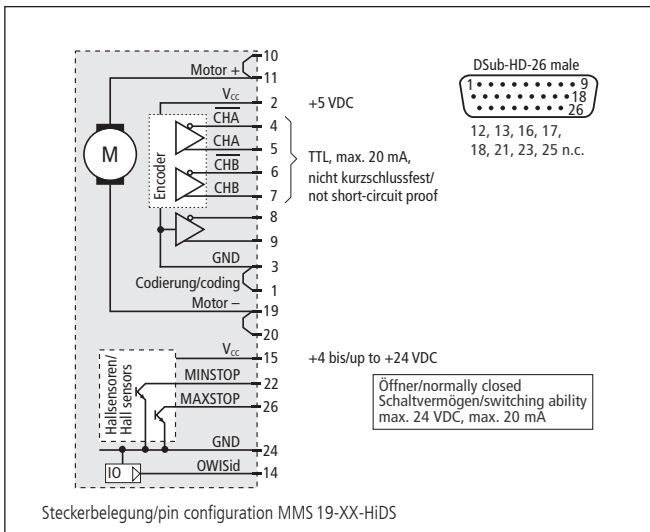 10
Motor +
11
DSub-HD-26 male
1 9
18
26
12, 13, 16, 17,
18, 21, 23, 25 n.c.
Vcc
2
+5 VDC
CHA
4
CHA
5
CHB
6
CHB
7
Encoder
M
TTL, max. 20 mA,
nicht kurzschlussfest/
not short-circuit proof
8
9
GND
3
Codierung/coding
1
Motor –
19
20
Vcc
15
+4 bis/up to +24 VDC
Hallsensoren/
Hall sensors
MINSTOP
22
MAXSTOP
26
Öffner/normally closed
Schaltvermögen/switching ability
max. 24 VDC, max. 20 mA
GND
24
IO
OWISid
14
Steckerbelegung/pin configuration MMS 19-XX-HiDS